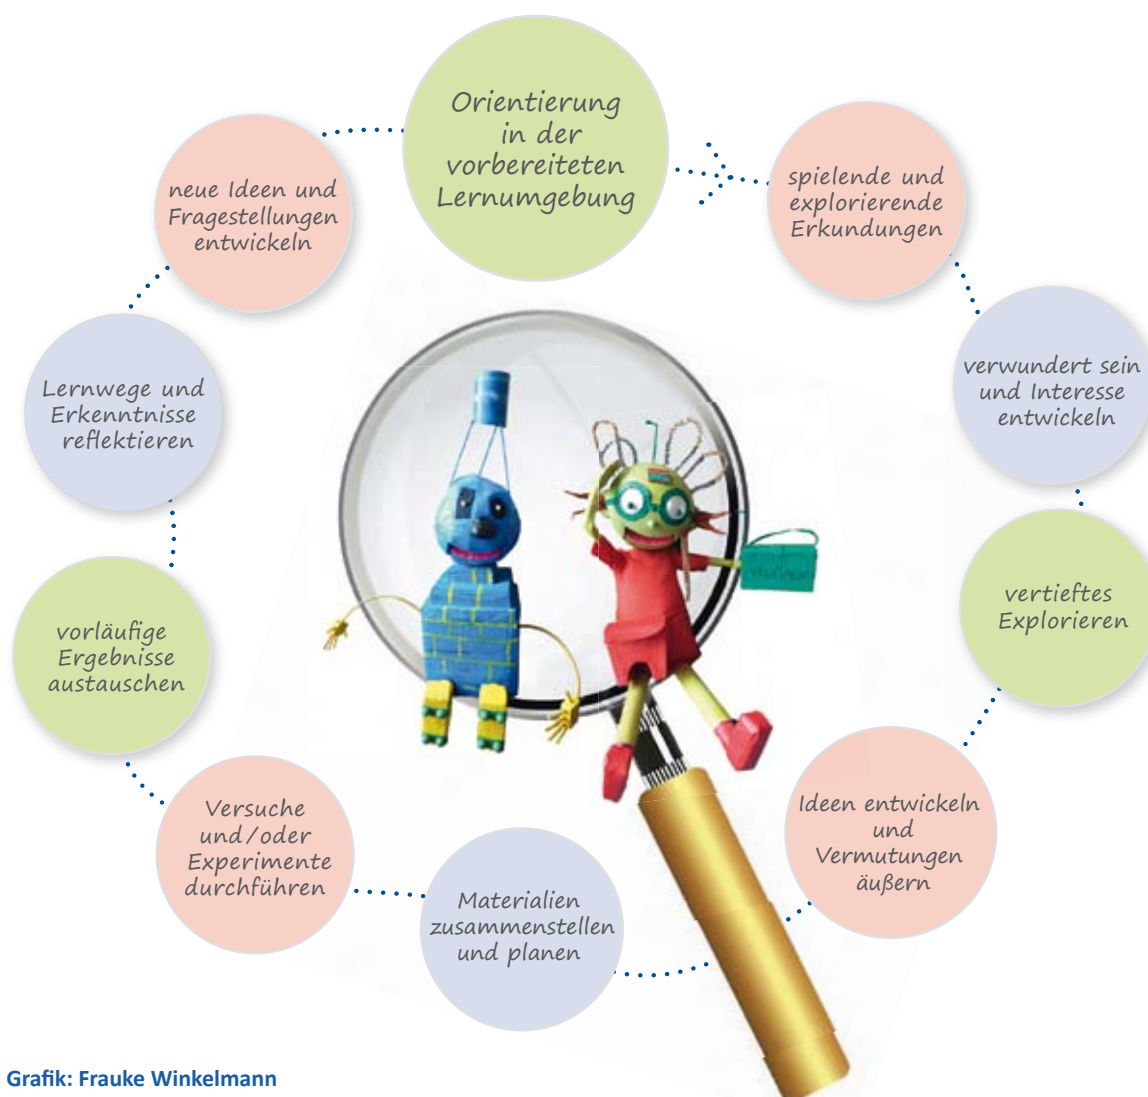 Orientierung
in der
vorbereiteten
Lernumgebung
spielende und
explorierende
Erkundungen
verwundert sein
und Interesse
entwickeln
vertieftes
Explorieren
Ideen entwickeln
und
Vermutungen
äußern
Materialien
zusammenstellen
und planen
Versuche
und/oder
Experimente
durchführen
vorläufige
Ergebnisse
austauschen
Lernwege und
Erkenntnisse
reflektieren
neue Ideen und
Fragestellungen
entwickeln
Grafik: Frauke Winkelmann